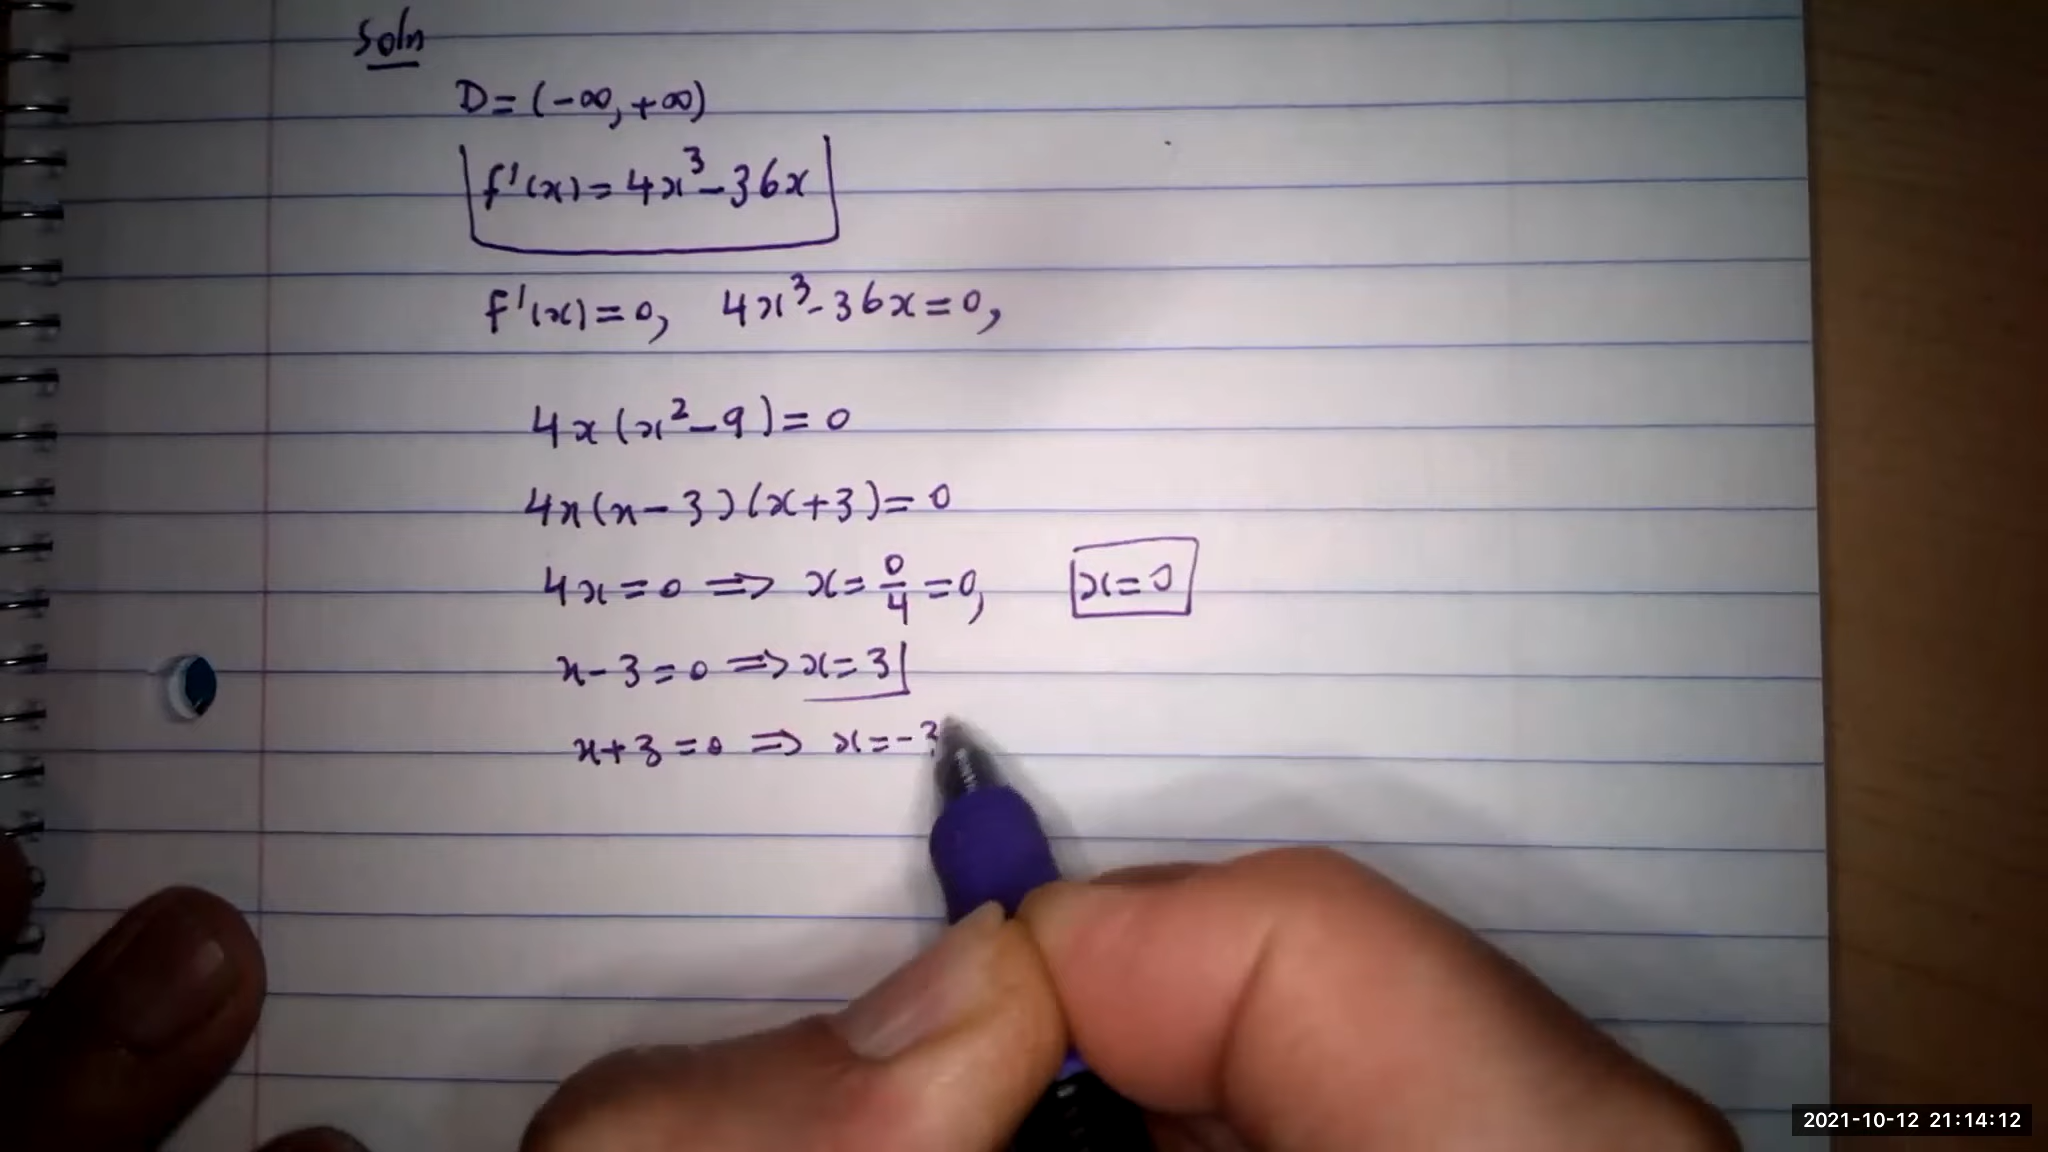 Soln
D = (-∞, +∞)
f'(x) = 4x³ - 36x
f'(x) = 0, 4x³ - 36x = 0,
4x(x² - 9) = 0
4x(x - 3)(x + 3) = 0
4x = 0 ⇒ x = 0/4 = 0, x = 0
x - 3 = 0 ⇒ x = 3
x + 3 = 0 ⇒ x = -3
2021-10-12 21:14:12